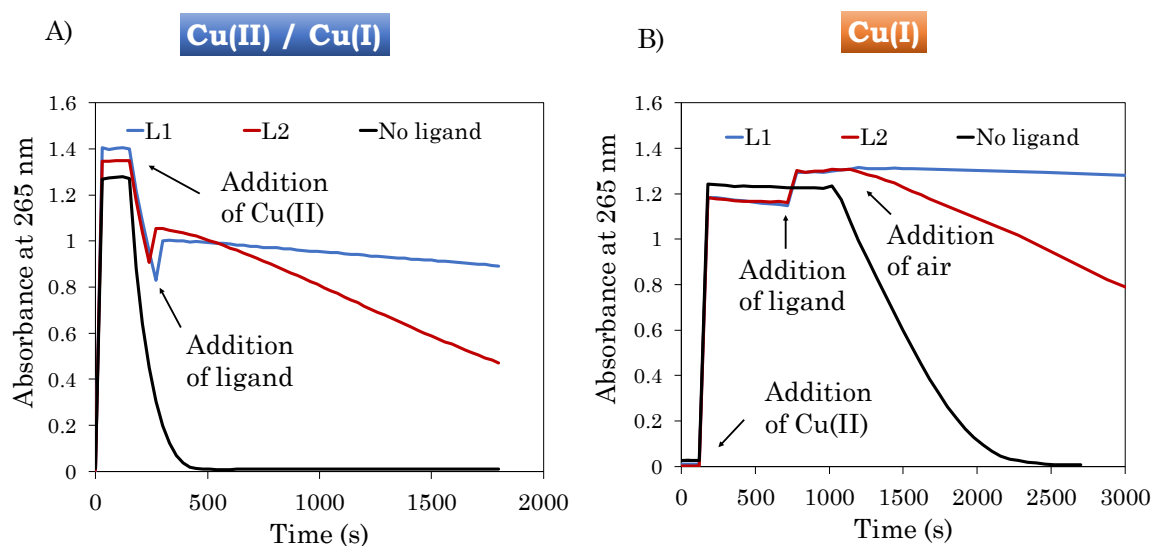 A)
Cu(II) / Cu(I)
Absorbance at 265 nm
1.6
1.4
1.2
1
0.8
0.6
0.4
0.2
0
L1
L2
No ligand
Addition
of Cu(II)
Addition
of ligand
0
500
1000
1500
2000
Time (s)
B)
Cu(I)
Absorbance at 265 nm
1.6
1.4
1.2
1
0.8
0.6
0.4
0.2
0
L1
L2
No ligand
Addition
of ligand
Addition
of air
Addition
of Cu(II)
0
500
1000
1500
2000
2500
3000
Time (s)